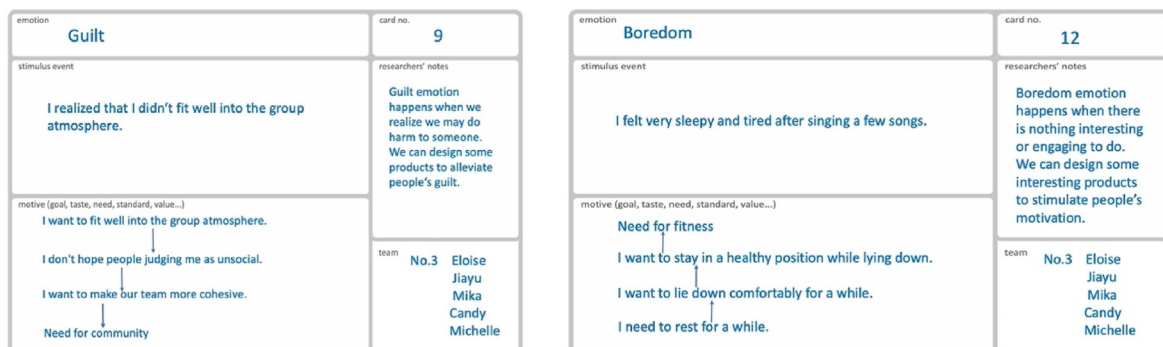 emotion
Guilt
card no.
9
stimulus event
I realized that I didn't fit well into the group
atmosphere.
researchers' notes
Guilt emotion
happens when we
realize we may do
harm to someone.
We can design some
products to alleviate
people's guilt.
motive (goal, taste, need, standard, value...)
I want to fit well into the group atmosphere.
I don't hope people judging me as unsocial.
I want to make our team more cohesive.
Need for community
team
No.3 Eloise
Jiayu
Mika
Candy
Michelle
emotion
Boredom
card no.
12
stimulus event
I felt very sleepy and tired after singing a few songs.
researchers' notes
Boredom emotion
happens when there
is nothing interesting
or engaging to do.
We can design some
interesting products
to stimulate people's
motivation.
motive (goal, taste, need, standard, value...)
Need for fitness
I want to stay in a healthy position while lying down.
I want to lie down comfortably for a while.
I need to rest for a while.
team
No.3 Eloise
Jiayu
Mika
Candy
Michelle